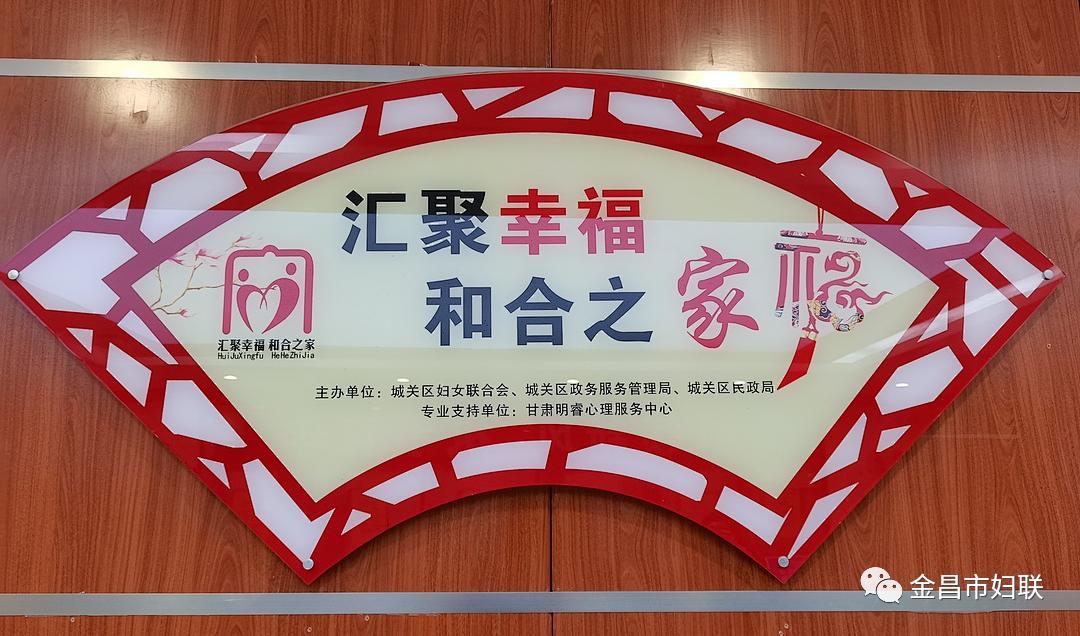 汇聚幸福
和合之家
福
汇聚幸福 和合之家
HuiJuXingfu HeHeZhiJia
主办单位：城关区妇女联合会、城关区政务服务管理局、城关区民政局
专业支持单位：甘肃明睿心理服务中心
金昌市妇联